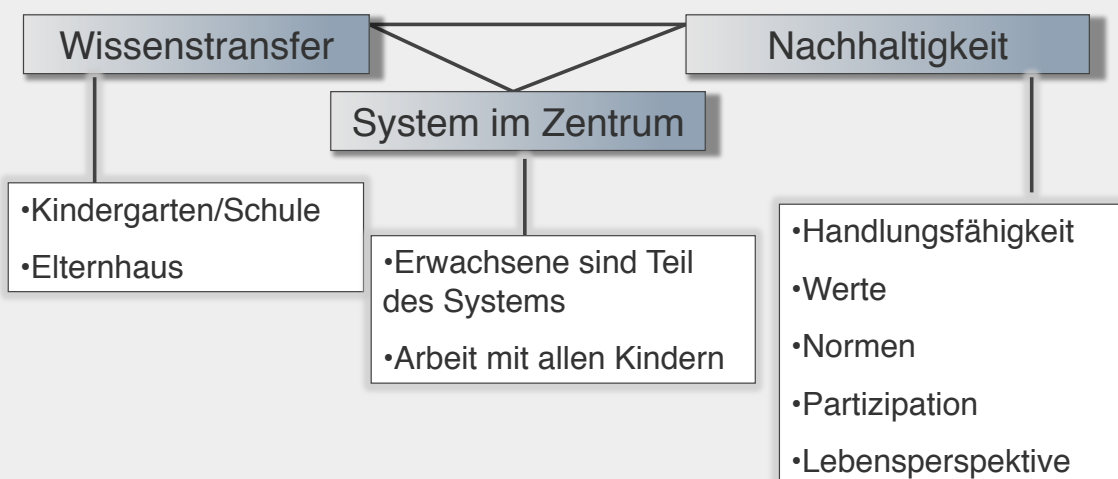 Wissenstransfer
Nachhaltigkeit
System im Zentrum
•Kindergarten/Schule
•Elternhaus
•Erwachsene sind Teil
des Systems
•Arbeit mit allen Kindern
•Handlungsfähigkeit
•Werte
•Normen
•Partizipation
•Lebensperspektive